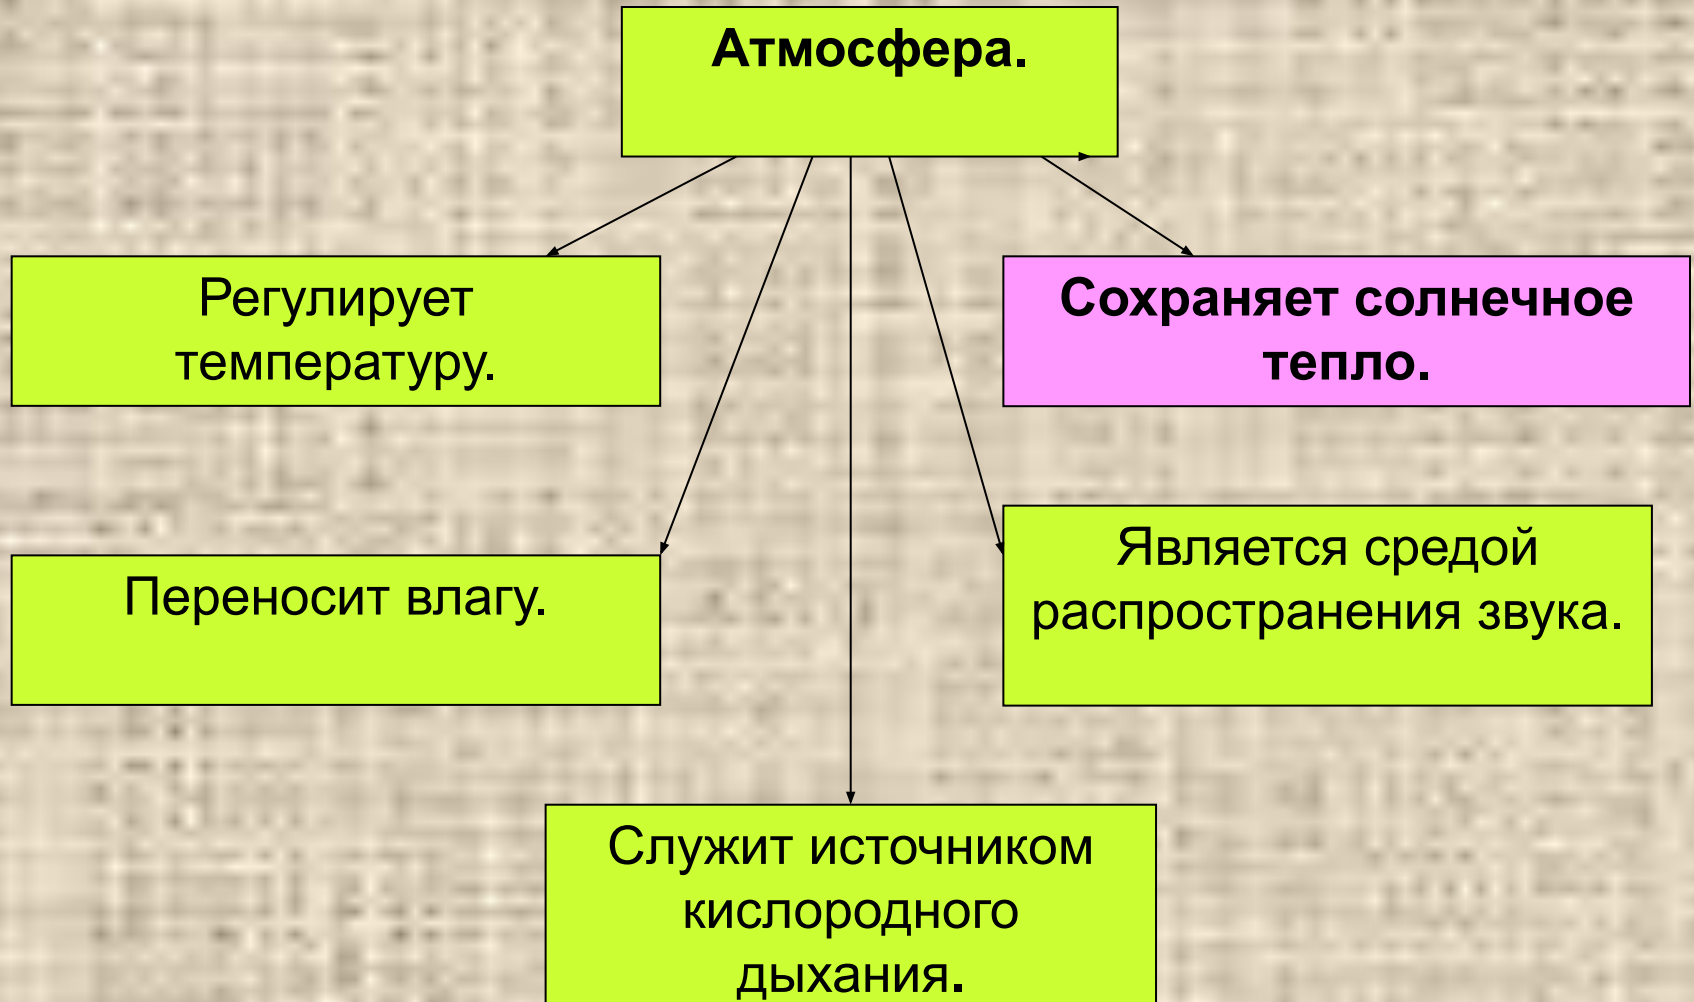 Атмосфера.
Регулирует
температуру.
Сохраняет солнечное
тепло.
Переносит влагу.
Является средой
распространения звука.
Служит источником
кислородного
дыхания.